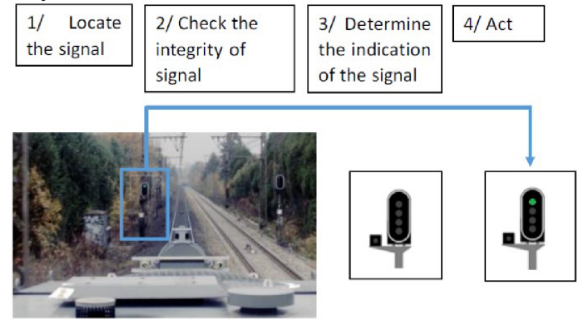 1/ Locate
the signal
2/ Check the
integrity of
signal
3/ Determine
the indication
of the signal
4/ Act